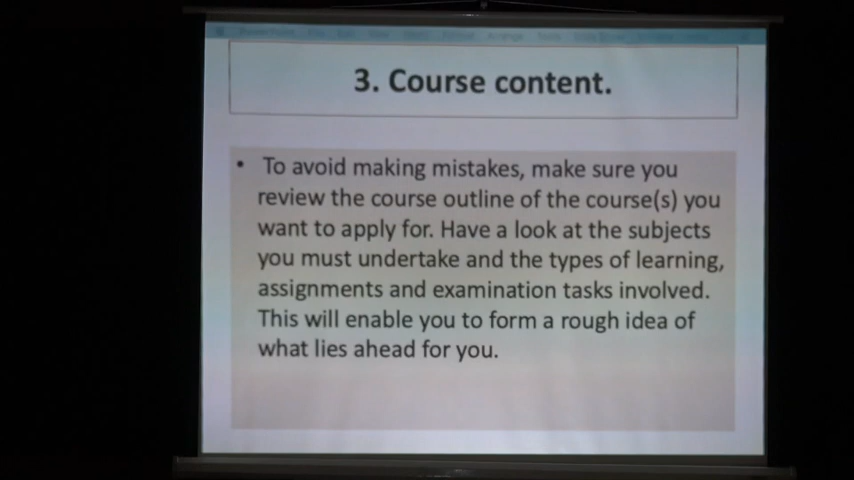 3. Course content.
• To avoid making mistakes, make sure you
review the course outline of the course(s) you
want to apply for. Have a look at the subjects
you must undertake and the types of learning,
assignments and examination tasks involved.
This will enable you to form a rough idea of
what lies ahead for you.